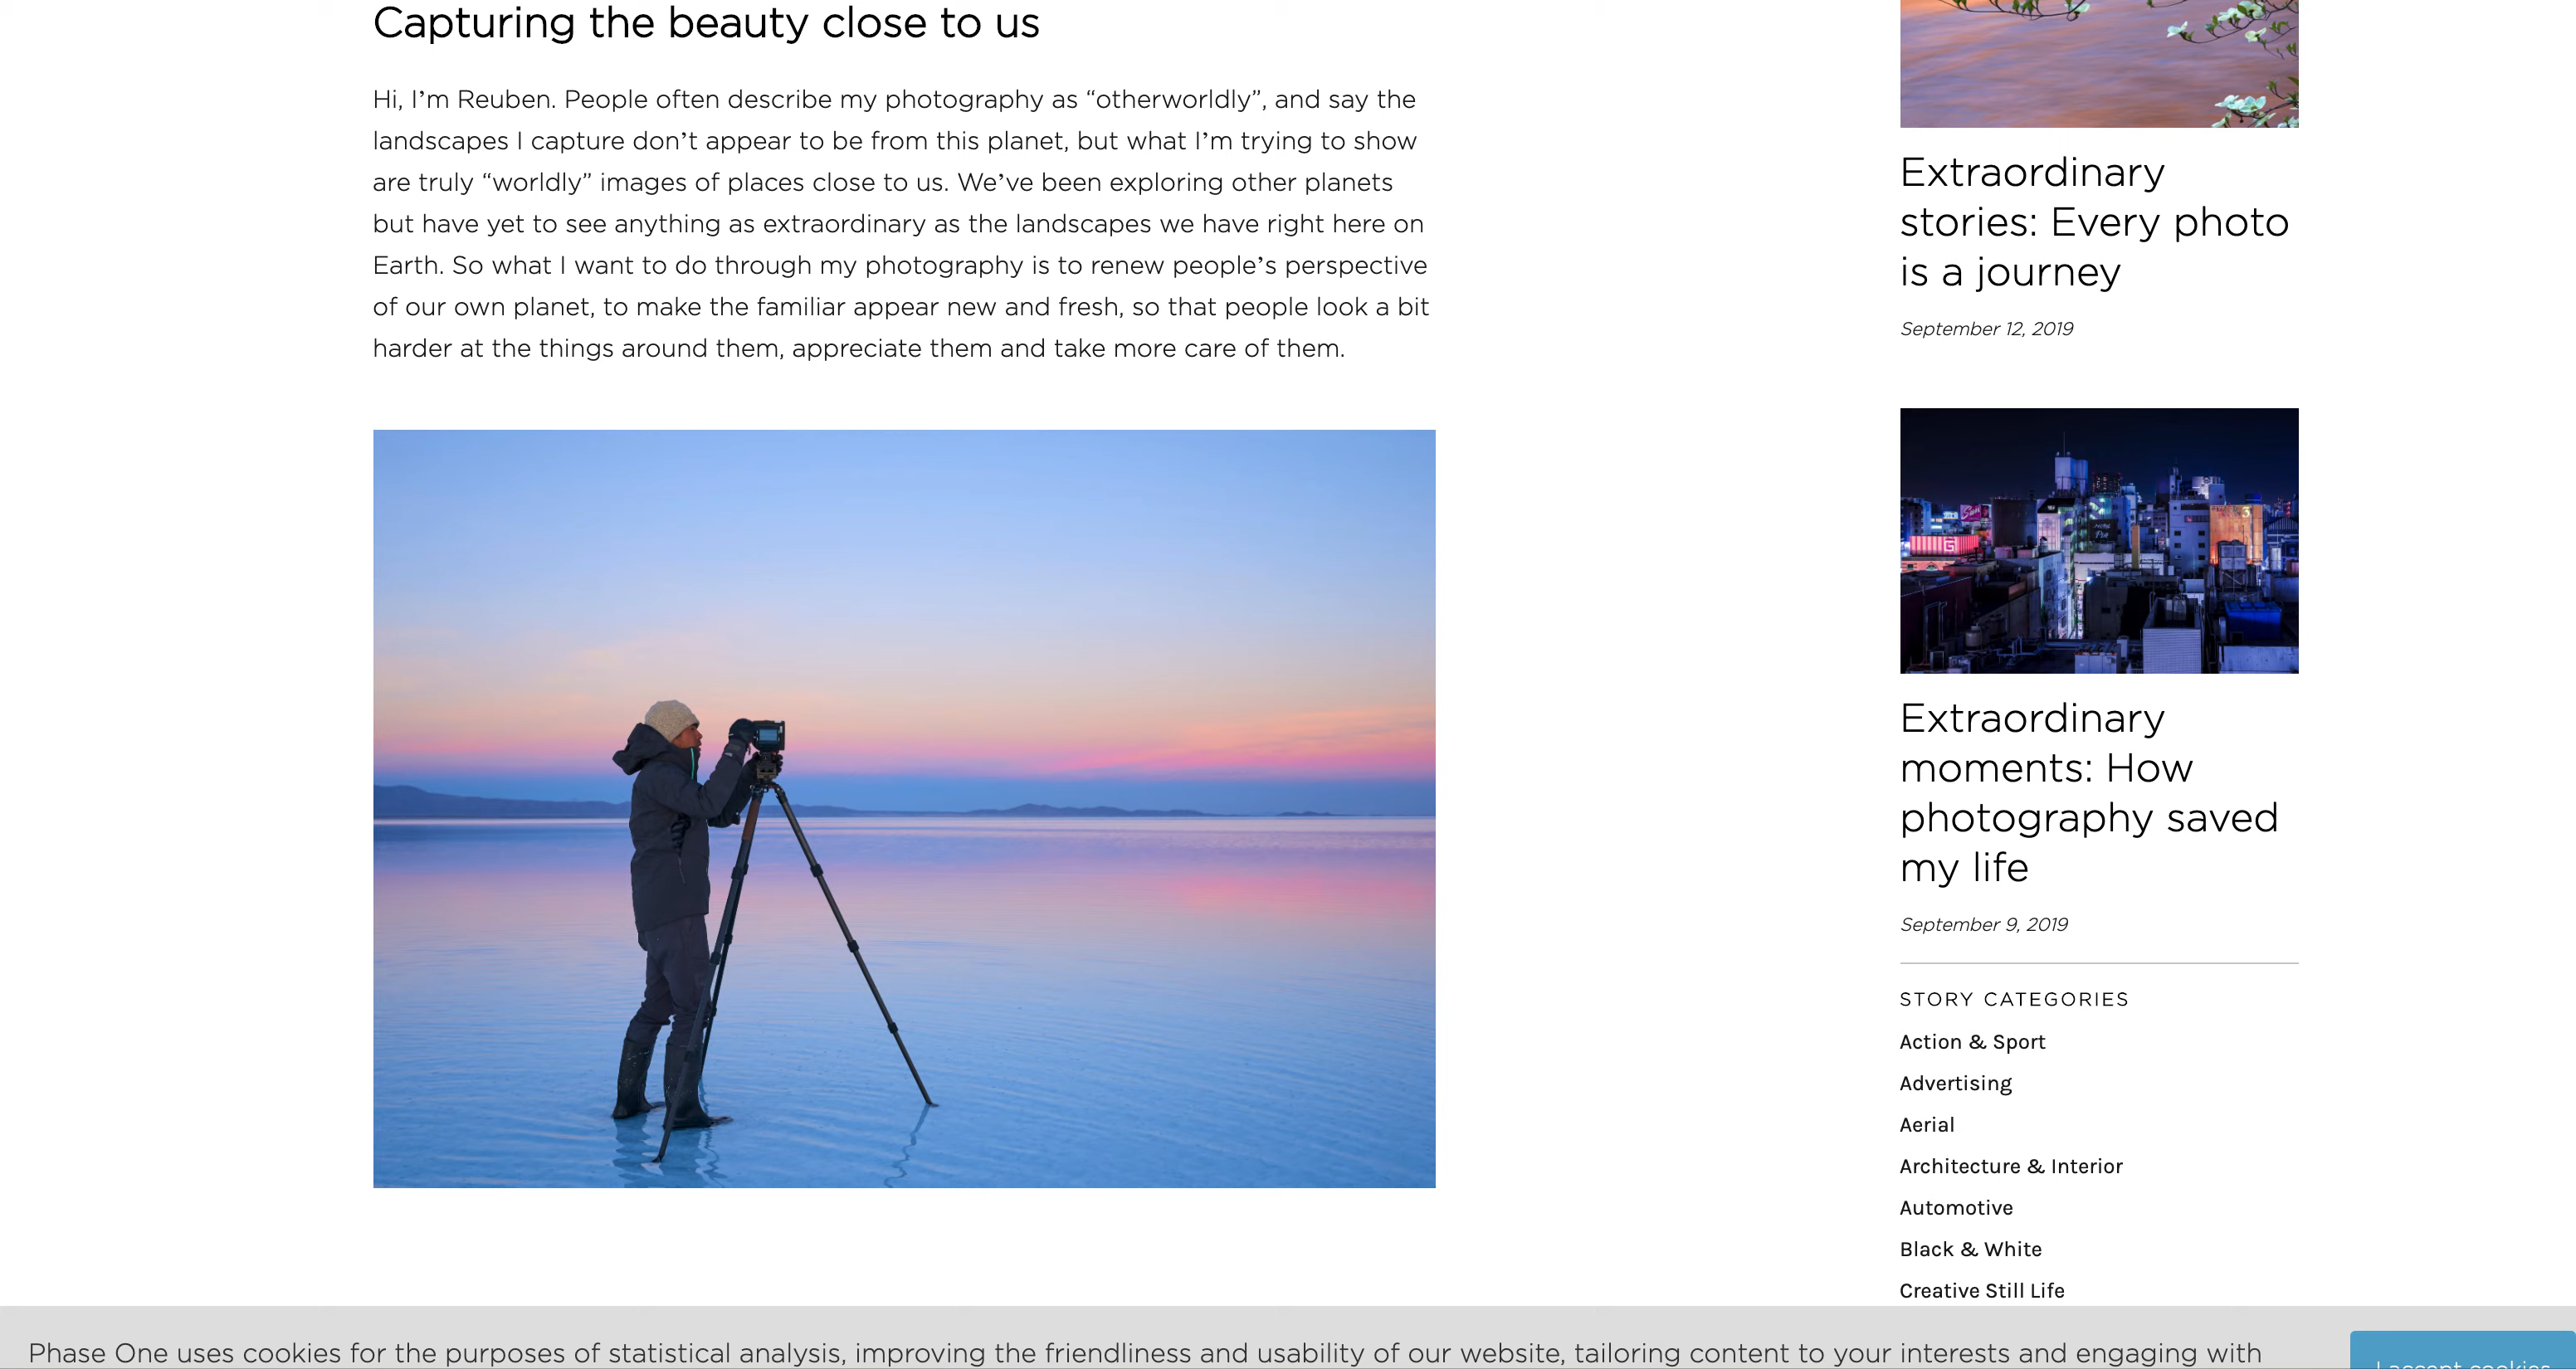 Capturing the beauty close to us
Hi, I’m Reuben. People often describe my photography as “otherworldly”, and say the
landscapes I capture don’t appear to be from this planet, but what I’m trying to show
are truly “worldly” images of places close to us. We’ve been exploring other planets
but have yet to see anything as extraordinary as the landscapes we have right here on
Earth. So what I want to do through my photography is to renew people’s perspective
of our own planet, to make the familiar appear new and fresh, so that people look a bit
harder at the things around them, appreciate them and take more care of them.
Extraordinary
stories: Every photo
is a journey
September 12, 2019
Extraordinary
moments: How
photography saved
my life
September 9, 2019
STORY CATEGORIES
Action & Sport
Advertising
Aerial
Architecture & Interior
Automotive
Black & White
Creative Still Life
Phase One uses cookies for the purposes of statistical analysis, improving the friendliness and usability of our website, tailoring content to your interests and engaging with
I accept cookies